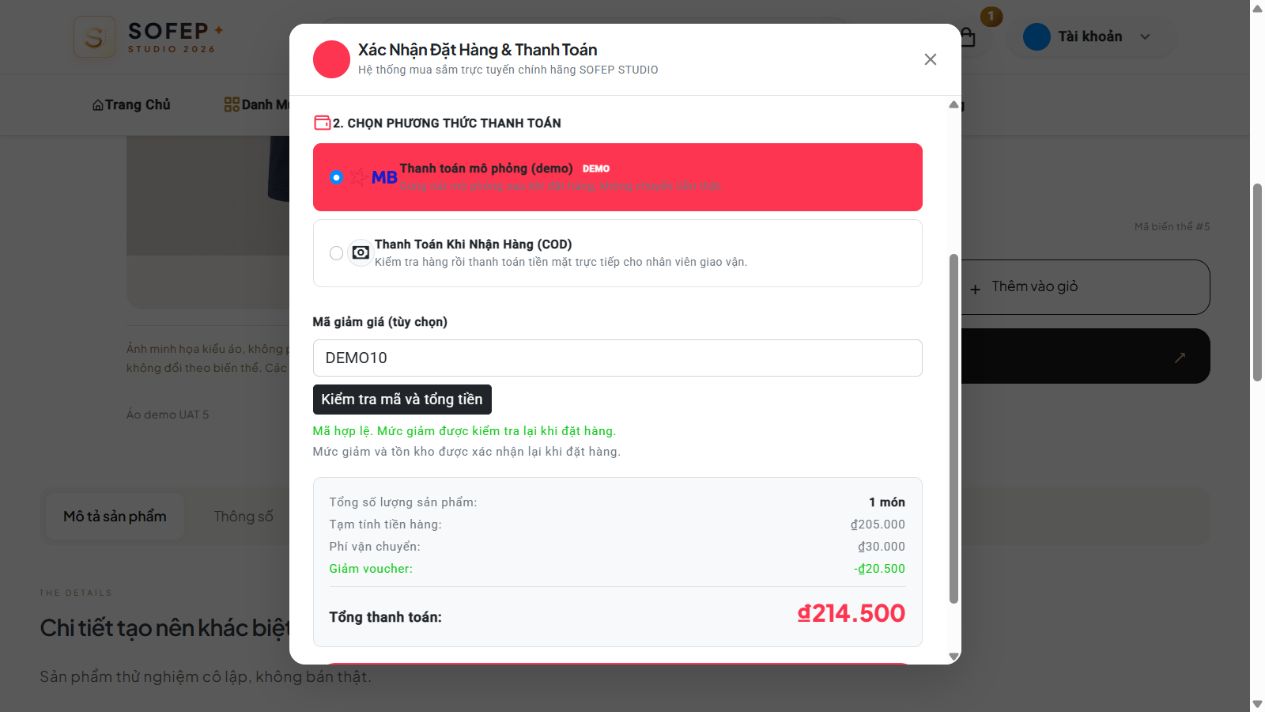 SOFEP
STUDIO 2026
1
Tài khoản
Trang Chủ
Danh
Xác Nhận Đặt Hàng & Thanh Toán
Hệ thống mua sắm trực tuyến chính hãng SOFEP STUDIO
2. CHỌN PHƯƠNG THỨC THANH TOÁN
MB
Thanh toán mô phỏng (demo) DEMO
Thanh Toán Khi Nhận Hàng (COD)
Kiểm tra hàng rồi thanh toán tiền mặt trực tiếp cho nhân viên giao vận.
Mã giảm giá (tùy chọn)
DEMO10
Kiểm tra mã và tổng tiền
Mã hợp lệ. Mức giảm được kiểm tra lại khi đặt hàng.
Mức giảm và tồn kho được xác nhận lại khi đặt hàng.
Tổng số lượng sản phẩm: 1 món
Tạm tính tiền hàng: ₫205.000
Phí vận chuyển: ₫30.000
Giảm voucher: -₫20.500
Tổng thanh toán: ₫214.500
Mã biến thể #5
+ Thêm vào giỏ
Ảnh minh họa kiểu áo, không
không đổi theo biến thể. Các
Áo demo UAT 5
Mô tả sản phẩm
Thông số
THE DETAILS
Chi tiết tạo nên khác biệt
Sản phẩm thử nghiệm cô lập, không bán thật.